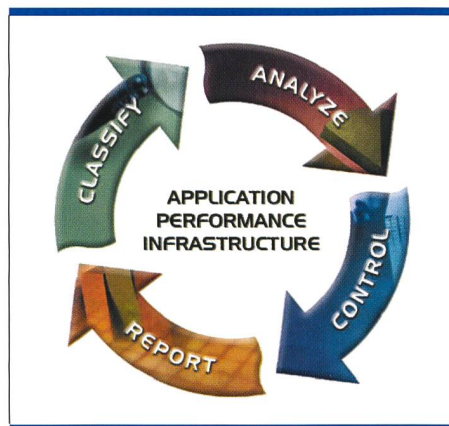 CLASSIFY
ANALYZE
APPLICATION
PERFORMANCE
INFRASTRUCTURE
CONTROL
REPORT